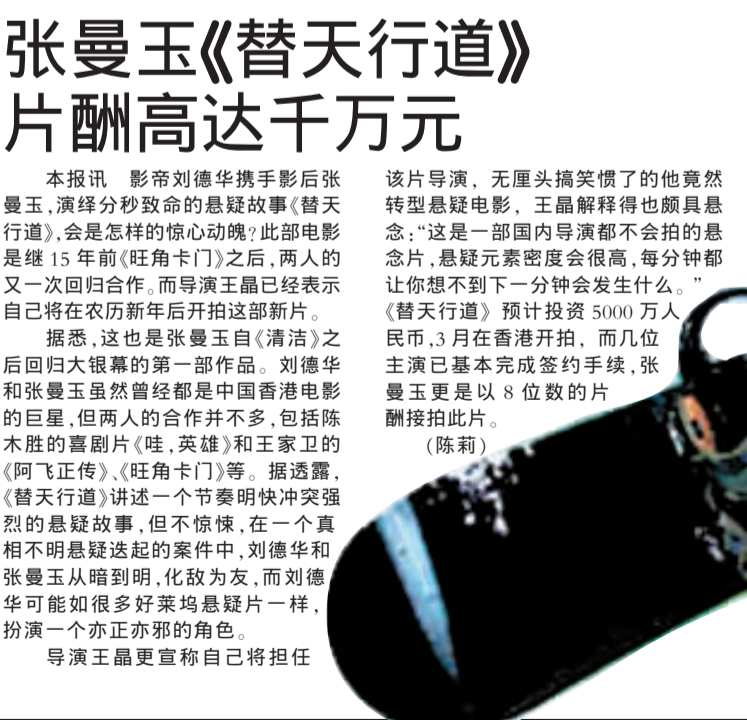 张曼玉《替天行道》
片酬高达千万元
本报讯　影帝刘德华携手影后张
曼玉,演绎分秒致命的悬疑故事《替天
行道》,会是怎样的惊心动魄?此部电影
是继 15 年前《旺角卡门》之后,两人的
又一次回归合作。而导演王晶已经表示
自己将在农历新年后开拍这部新片。
据悉,这也是张曼玉自《清洁》之
后回归大银幕的第一部作品。刘德华
和张曼玉虽然曾经都是中国香港电影
的巨星,但两人的合作并不多,包括陈
木胜的喜剧片《哇,英雄》和王家卫的
《阿飞正传》、《旺角卡门》等。据透露,
《替天行道》讲述一个节奏明快冲突强
烈的悬疑故事,但不惊悚,在一个真
相不明悬疑迭起的案件中,刘德华和
张曼玉从暗到明,化敌为友,而刘德
华可能如很多好莱坞悬疑片一样,
扮演一个亦正亦邪的角色。
导演王晶更宣称自己将担任
该片导演，无厘头搞笑惯了的他竟然
转型悬疑电影，王晶解释得也颇具悬
念:“这是一部国内导演都不会拍的悬
念片,悬疑元素密度会很高,每分钟都
让你想不到下一分钟会发生什么。”
《替天行道》预计投资 5000 万人
民币,3 月在香港开拍，而几位
主演已基本完成签约手续,张
曼玉更是以 8 位数的片
酬接拍此片。
(陈莉)